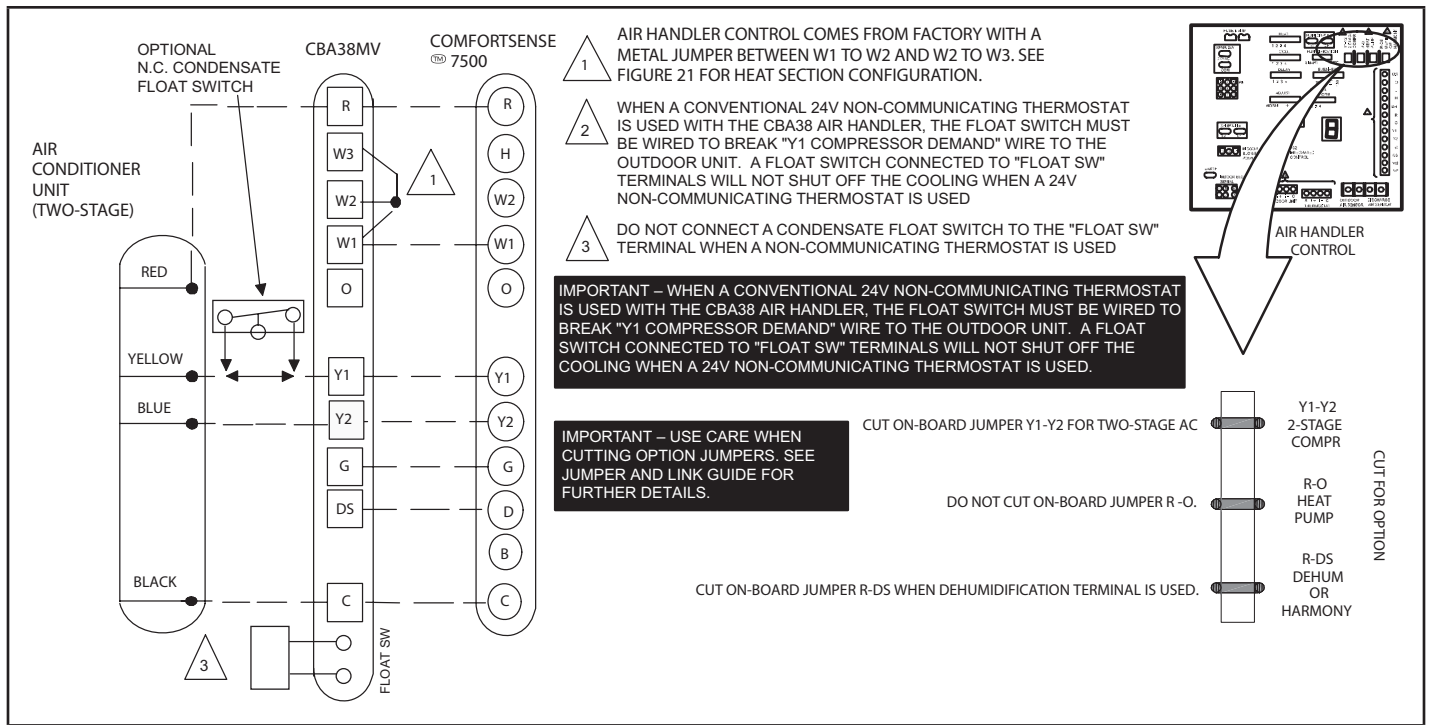 OPTIONAL
N.C. CONDENSATE
FLOAT SWITCH
CBA38MV
COMFORTSENSE
™ 7500
AIR
CONDITIONER
UNIT
(TWO-STAGE)
RED
YELLOW
BLUE
BLACK
R
W3
W2
W1
O
Y1
Y2
G
DS
C
FLOAT SW
R
H
W2
W1
O
Y1
Y2
G
D
B
C
1
3
1
AIR HANDLER CONTROL COMES FROM FACTORY WITH A
METAL JUMPER BETWEEN W1 TO W2 AND W2 TO W3. SEE
FIGURE 21 FOR HEAT SECTION CONFIGURATION.
2
WHEN A CONVENTIONAL 24V NON-COMMUNICATING THERMOSTAT
IS USED WITH THE CBA38 AIR HANDLER, THE FLOAT SWITCH MUST
BE WIRED TO BREAK "Y1 COMPRESSOR DEMAND" WIRE TO THE
OUTDOOR UNIT. A FLOAT SWITCH CONNECTED TO "FLOAT SW"
TERMINALS WILL NOT SHUT OFF THE COOLING WHEN A 24V
NON-COMMUNICATING THERMOSTAT IS USED
3
DO NOT CONNECT A CONDENSATE FLOAT SWITCH TO THE "FLOAT SW"
TERMINAL WHEN A NON-COMMUNICATING THERMOSTAT IS USED
IMPORTANT – WHEN A CONVENTIONAL 24V NON-COMMUNICATING THERMOSTAT
IS USED WITH THE CBA38 AIR HANDLER, THE FLOAT SWITCH MUST BE WIRED TO
BREAK "Y1 COMPRESSOR DEMAND" WIRE TO THE OUTDOOR UNIT. A FLOAT
SWITCH CONNECTED TO "FLOAT SW" TERMINALS WILL NOT SHUT OFF THE
COOLING WHEN A 24V NON-COMMUNICATING THERMOSTAT IS USED.
IMPORTANT – USE CARE WHEN
CUTTING OPTION JUMPERS. SEE
JUMPER AND LINK GUIDE FOR
FURTHER DETAILS.
AIR HANDLER
CONTROL
CUT ON-BOARD JUMPER Y1-Y2 FOR TWO-STAGE AC
Y1-Y2
2-STAGE
COMPR
DO NOT CUT ON-BOARD JUMPER R -O.
R-O
HEAT
PUMP
CUT ON-BOARD JUMPER R-DS WHEN DEHUMIDIFICATION TERMINAL IS USED.
R-DS
DEHUM
OR
HARMONY
CUT FOR OPTION